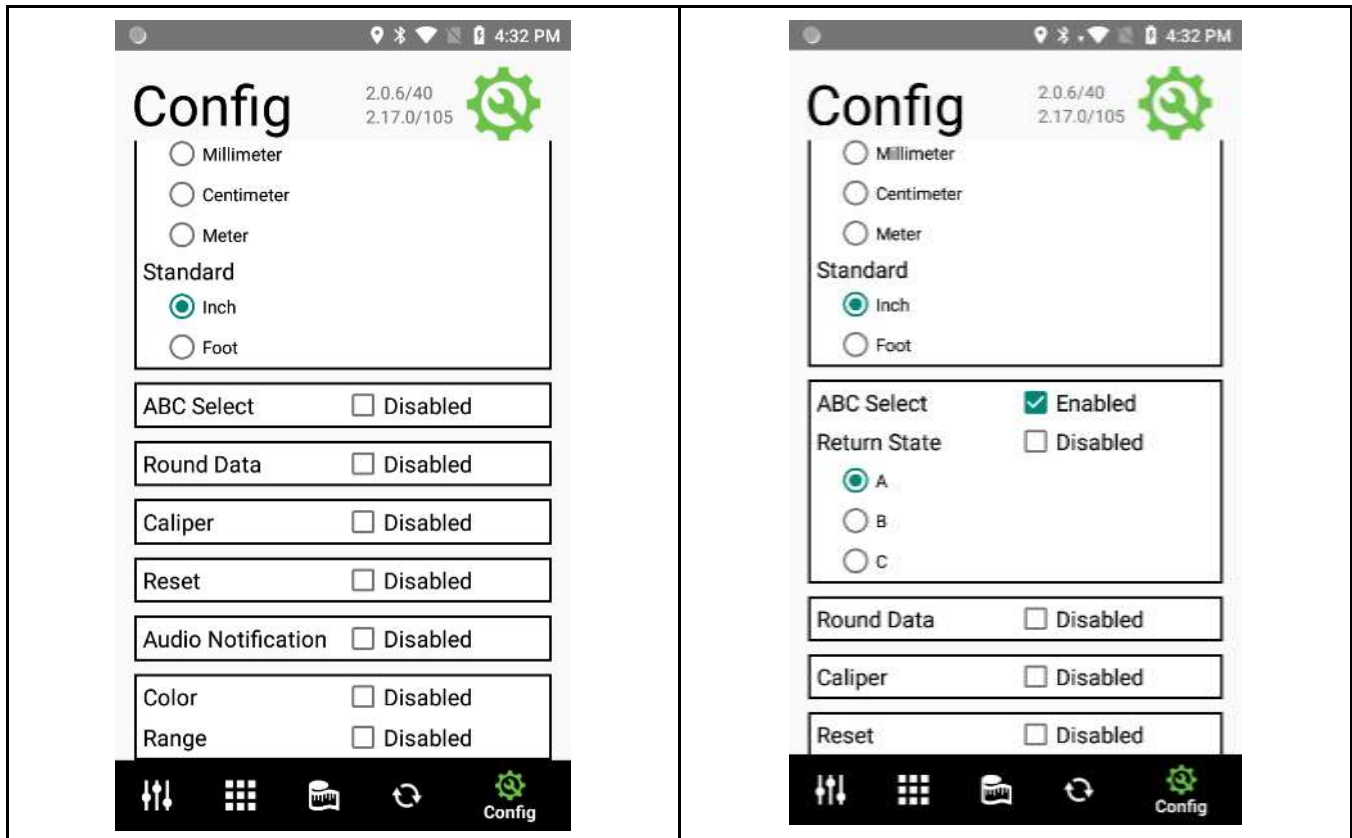 4:32 PM
Config
2.0.6/40
2.17.0/105
Millimeter
Centimeter
Meter
Standard
Inch
Foot
ABC Select Disabled
Round Data Disabled
Caliper Disabled
Reset Disabled
Audio Notification Disabled
Color Disabled
Range Disabled
Config
4:32 PM
Config
2.0.6/40
2.17.0/105
Millimeter
Centimeter
Meter
Standard
Inch
Foot
ABC Select Enabled
Return State Disabled
A
B
C
Round Data Disabled
Caliper Disabled
Reset Disabled
Config